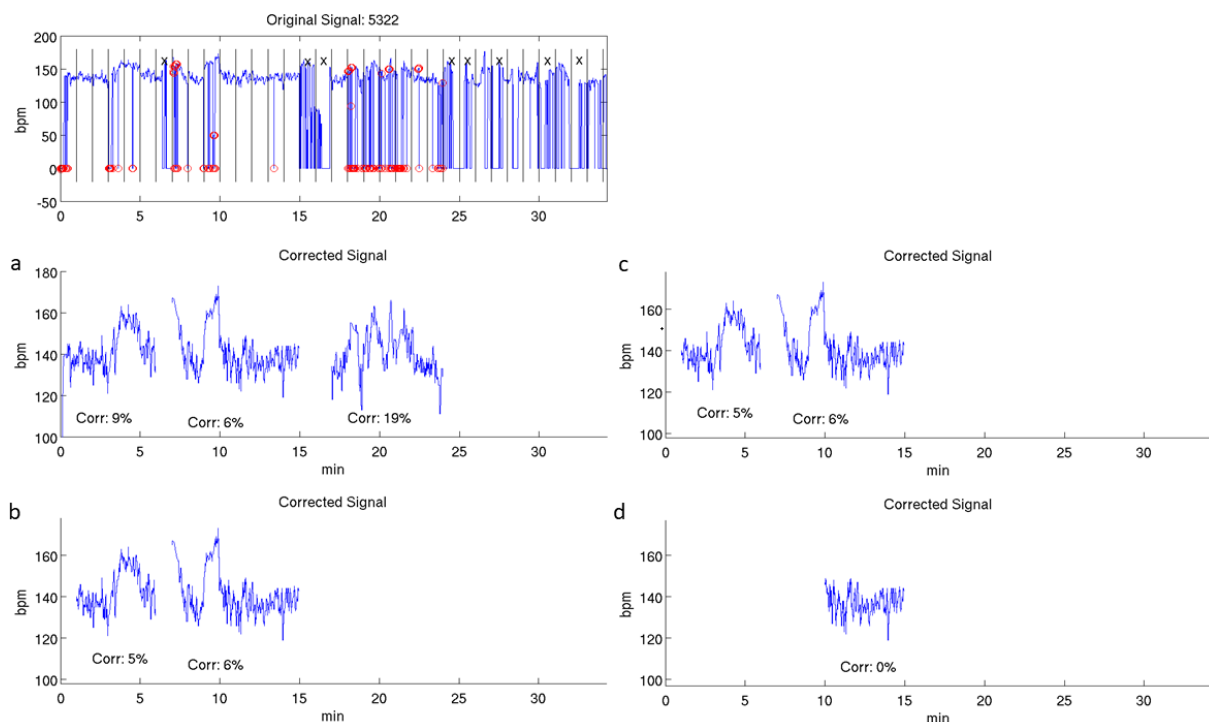 Original Signal: 5322
200
150
100
50
0
-50
bpm
x x x x x x x x
0 5 10 15 20 25 30
a
Corrected Signal
180
160
140
120
100
bpm
Corr: 9%
Corr: 6%
Corr: 19%
0 5 10 15 20 25 30
min
c
Corrected Signal
160
140
120
100
bpm
Corr: 5%
Corr: 6%
0 5 10 15 20 25 30
min
b
Corrected Signal
160
140
120
100
bpm
Corr: 5%
Corr: 6%
0 5 10 15 20 25 30
min
d
Corrected Signal
160
140
120
100
bpm
Corr: 0%
0 5 10 15 20 25 30
min